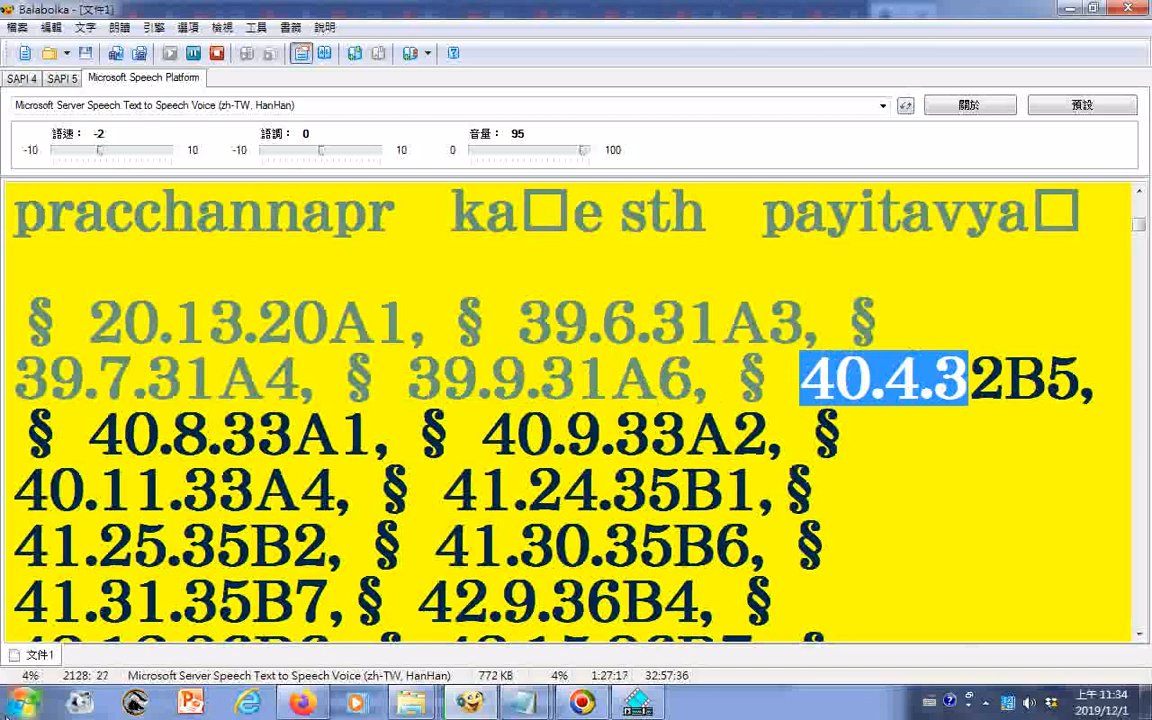 Balabolka - [文件1]
檔案 編輯 文字 朗讀 引擎 選項 檢視 工具 書籤 說明
SAPI 4 SAPI 5 Microsoft Speech Platform
Microsoft Server Speech Text to Speech Voice (zh-TW, HanHan) 關於 預設
語速： -2 語調： 0 音量： 95
-10 10 -10 10 0 100
pracchannapr ka□e sth payitavya□
§ 20.13.20A1, § 39.6.31A3, §
39.7.31A4, § 39.9.31A6, § 40.4.32B5,
§ 40.8.33A1, § 40.9.33A2, §
40.11.33A4, § 41.24.35B1, §
41.25.35B2, § 41.30.35B6, §
41.31.35B7, § 42.9.36B4, §
文件1
4% 2128: 27 Microsoft Server Speech Text to Speech Voice (zh-TW, HanHan) 772 KB 4% 1:27:17 32:57:36
上午 11:34
2019/12/1